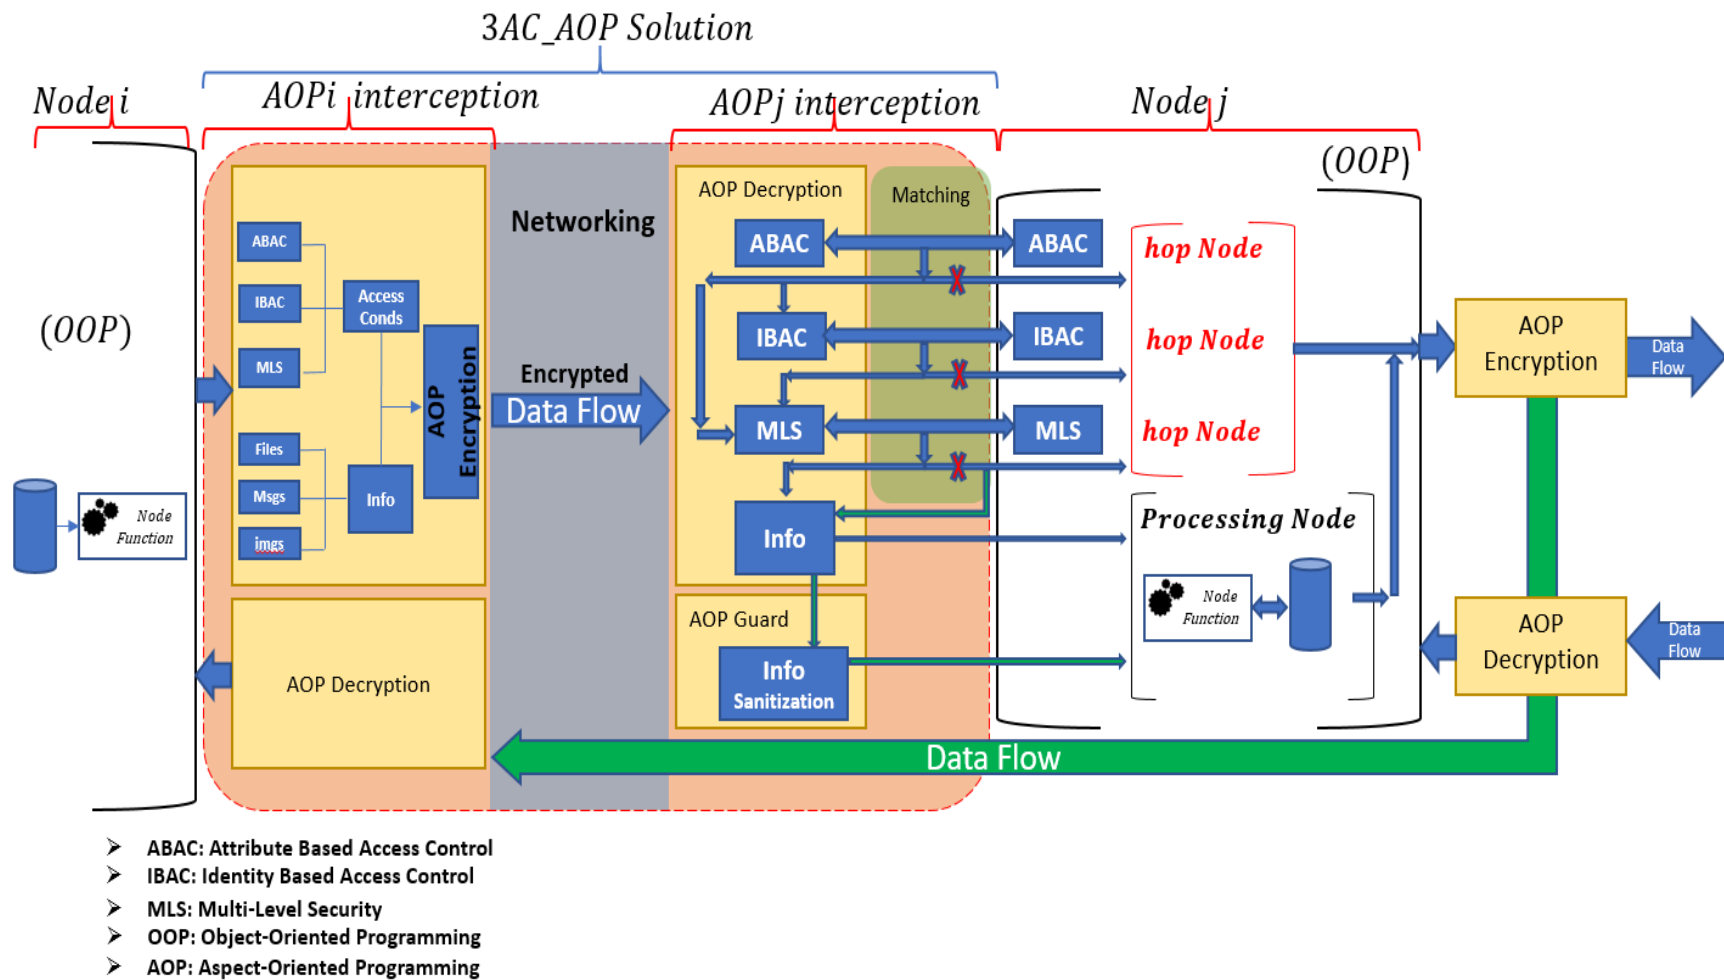 3AC_AOP Solution
Node i
AOPi interception
AOPj interception
Node j
(OOP)
(OOP)
Networking
AOP Decryption
Matching
ABAC
IBAC
MLS
Access
Conds
Files
Msgs
imgs
Info
AOP
Encryption
Node
Function
Encrypted
Data Flow
ABAC
IBAC
MLS
Info
ABAC
IBAC
MLS
X
X
X
hop Node
hop Node
hop Node
Processing Node
Node
Function
AOP Guard
Info
Sanitization
AOP Decryption
AOP
Encryption
Data
Flow
AOP
Decryption
Data
Flow
Data Flow
➢ ABAC: Attribute Based Access Control
➢ IBAC: Identity Based Access Control
➢ MLS: Multi-Level Security
➢ OOP: Object-Oriented Programming
➢ AOP: Aspect-Oriented Programming